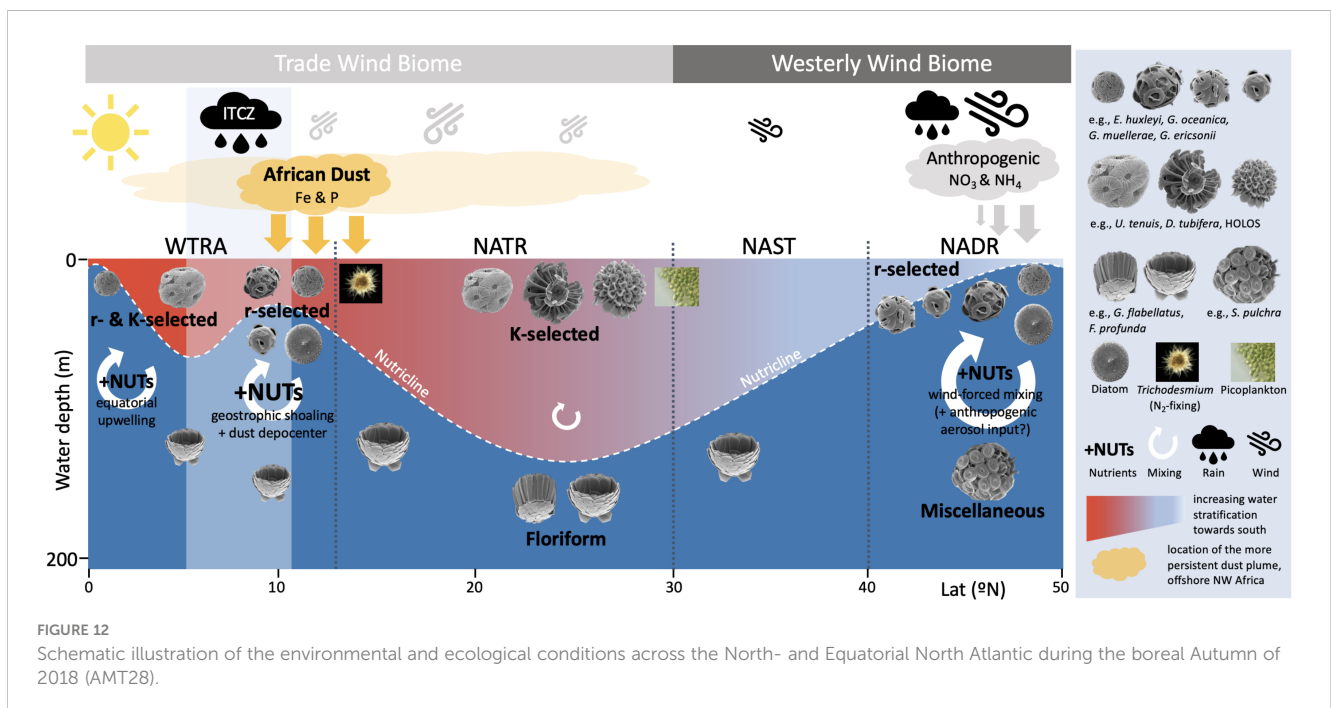 Trade Wind Biome
Westerly Wind Biome
ITCZ
African Dust
Fe & P
Anthropogenic
NO₃ & NH₄
WTRA
NATR
NAST
NADR
0
200
Water depth (m)
r- & K-selected
r-selected
K-selected
r-selected
Nutricline
Nutricline
+NUTs
equatorial
upwelling
+NUTs
geostrophic shoaling
+ dust depocenter
+NUTs
wind-forced mixing
(+ anthropogenic
aerosol input?)
Floriform
Miscellaneous
0
10
20
30
40
Lat (ºN)
50
e.g., E. huxleyi, G. oceanica,
G. muellerae, G. ericsonii
e.g., U. tenuis, D. tubifera, HOLOS
e.g., G. flabellatus,
F. profunda
e.g., S. pulchra
Diatom
Trichodesmium
(N₂-fixing)
Picoplankton
+NUTs
Nutrients
Mixing
Rain
Wind
increasing water
stratification
towards south
location of the more
persistent dust plume,
offshore NW Africa
FIGURE 12
Schematic illustration of the environmental and ecological conditions across the North- and Equatorial North Atlantic during the boreal Autumn of
2018 (AMT28).